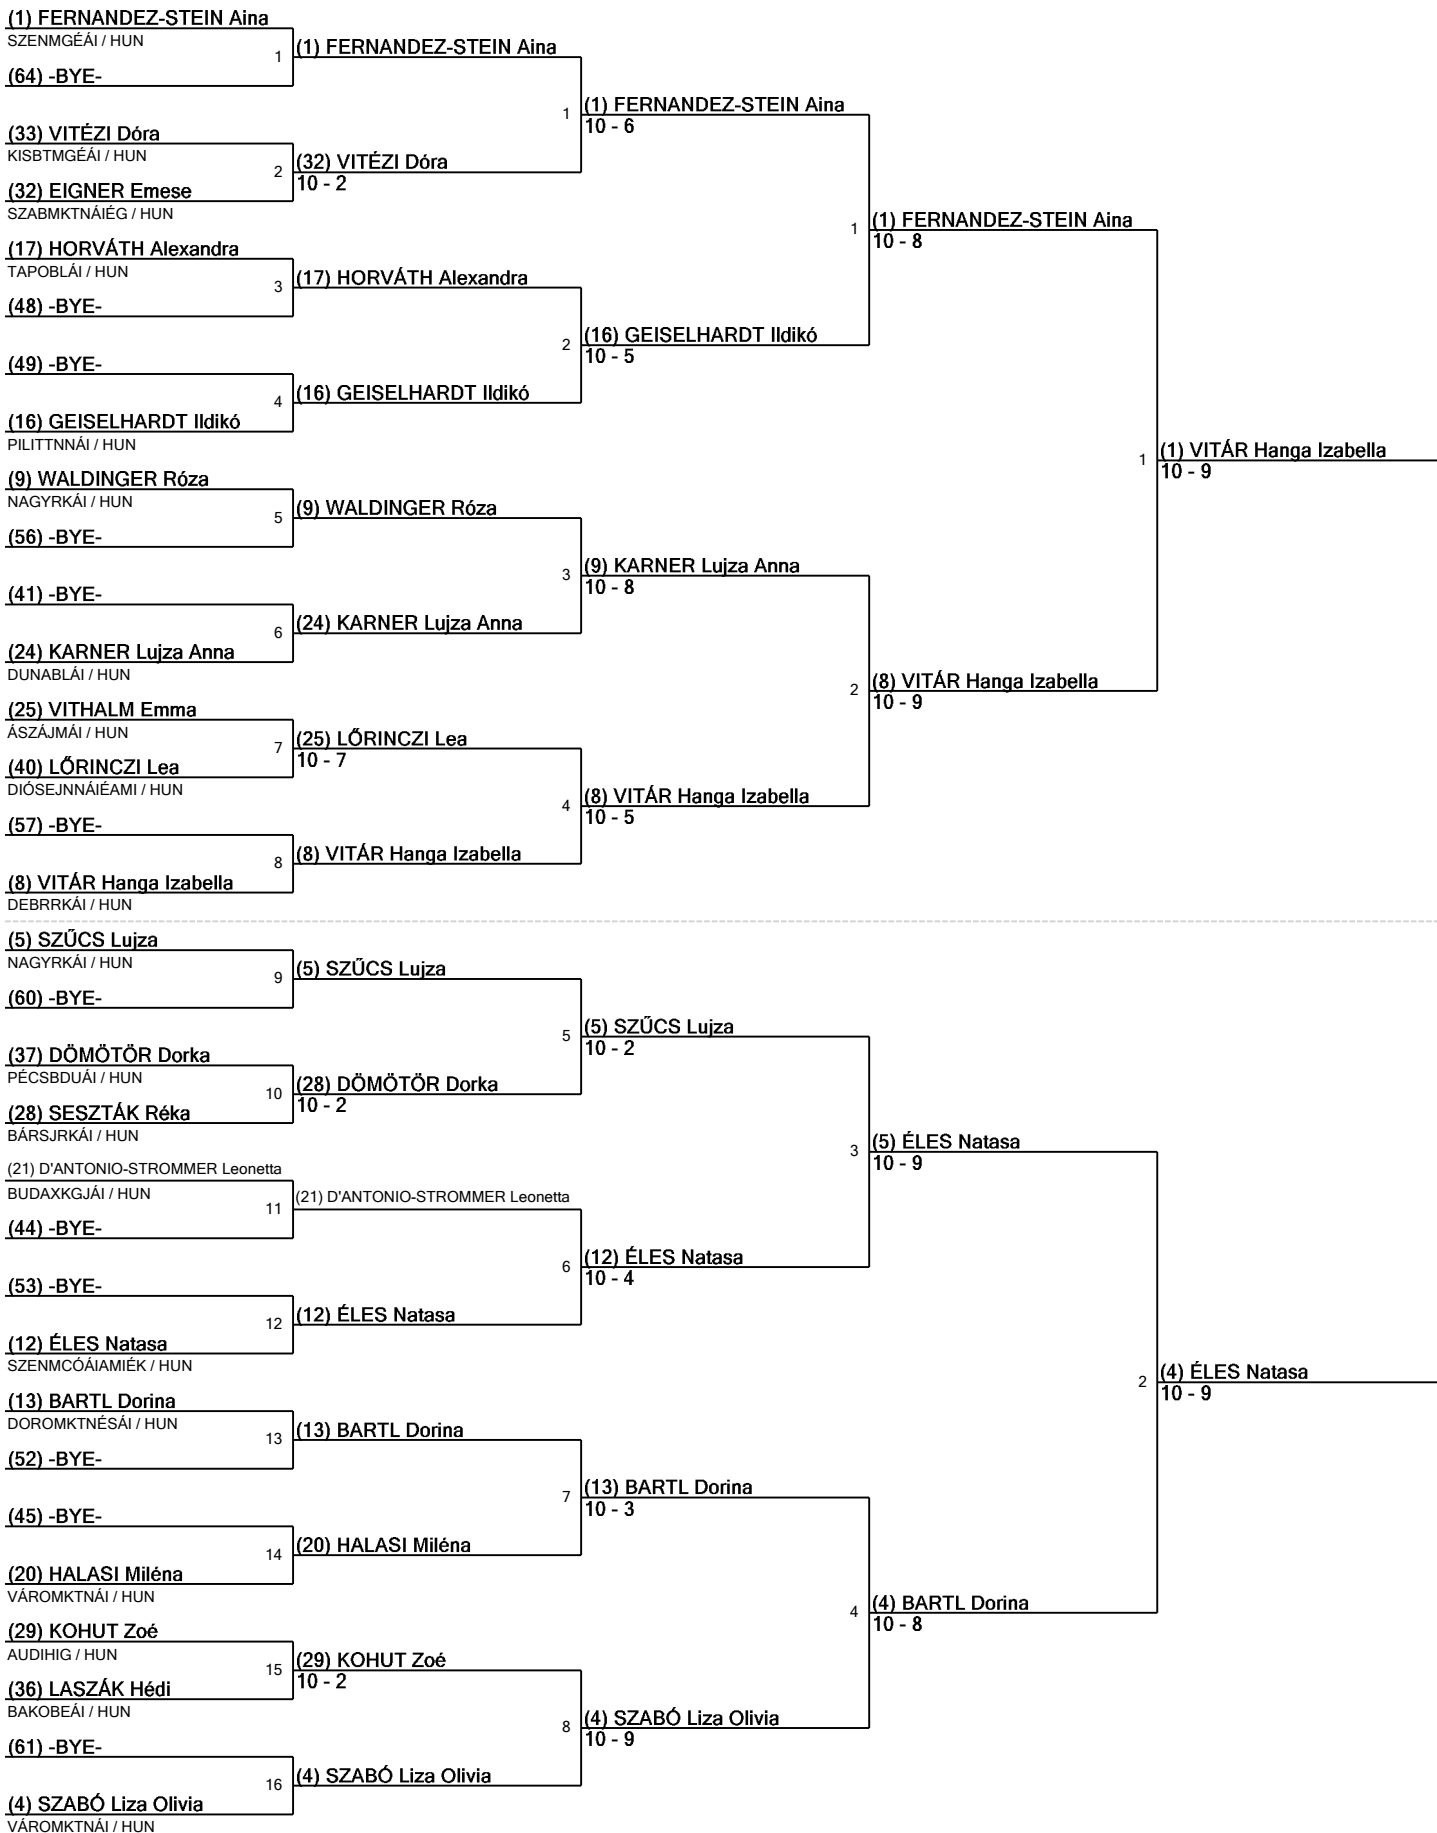 (1) FERNANDEZ-STEIN Aina
SZENMGÉÁI / HUN
1
(1) FERNANDEZ-STEIN Aina
(64) -BYE-
1
(1) FERNANDEZ-STEIN Aina
10 - 6
(33) VITÉZI Dóra
KISBTMGÉÁI / HUN
2
(32) VITÉZI Dóra
10 - 2
(32) EIGNER Emese
SZABMKTNÁIÉG / HUN
1
(1) FERNANDEZ-STEIN Aina
10 - 8
(17) HORVÁTH Alexandra
TAPOBLÁI / HUN
3
(17) HORVÁTH Alexandra
(48) -BYE-
2
(16) GEISELHARDT Ildikó
10 - 5
(49) -BYE-
4
(16) GEISELHARDT Ildikó
(16) GEISELHARDT Ildikó
PILITTNNÁI / HUN
1
(1) VITÁR Hanga Izabella
10 - 9
(9) WALDINGER Róza
NAGYRKÁI / HUN
5
(9) WALDINGER Róza
(56) -BYE-
3
(9) KARNER Lujza Anna
10 - 8
(41) -BYE-
6
(24) KARNER Lujza Anna
(24) KARNER Lujza Anna
DUNABLÁI / HUN
2
(8) VITÁR Hanga Izabella
10 - 9
(25) VITHALM Emma
ÁSZÁJMÁI / HUN
7
(25) LŐRINCZI Lea
10 - 7
(40) LŐRINCZI Lea
DIÓSEJNNÁIÉAMI / HUN
4
(8) VITÁR Hanga Izabella
10 - 5
(57) -BYE-
8
(8) VITÁR Hanga Izabella
(8) VITÁR Hanga Izabella
DEBRRKÁI / HUN
(5) SZŰCS Lujza
NAGYRKÁI / HUN
9
(5) SZŰCS Lujza
(60) -BYE-
5
(5) SZŰCS Lujza
10 - 2
(37) DÖMÖTÖR Dorka
PÉCSBDUÁI / HUN
10
(28) DÖMÖTÖR Dorka
10 - 2
(28) SESZTÁK Réka
BÁRSJRKÁI / HUN
3
(5) ÉLES Natasa
10 - 9
(21) D'ANTONIO-STROMMER Leonetta
BUDAXKGJÁI / HUN
11
(21) D'ANTONIO-STROMMER Leonetta
(44) -BYE-
6
(12) ÉLES Natasa
10 - 4
(53) -BYE-
12
(12) ÉLES Natasa
(12) ÉLES Natasa
SZENMCÓÁIAMIÉK / HUN
2
(4) ÉLES Natasa
10 - 9
(13) BARTL Dorina
DOROMKTNÉSÁI / HUN
13
(13) BARTL Dorina
(52) -BYE-
7
(13) BARTL Dorina
10 - 3
(45) -BYE-
14
(20) HALASI Miléna
(20) HALASI Miléna
VÁROMKTNÁI / HUN
4
(4) BARTL Dorina
10 - 8
(29) KOHUT Zoé
AUDIHIG / HUN
15
(29) KOHUT Zoé
10 - 2
(36) LASZÁK Hédi
BAKOBEÁI / HUN
8
(4) SZABÓ Liza Olivia
10 - 9
(61) -BYE-
16
(4) SZABÓ Liza Olivia
(4) SZABÓ Liza Olivia
VÁROMKTNÁI / HUN